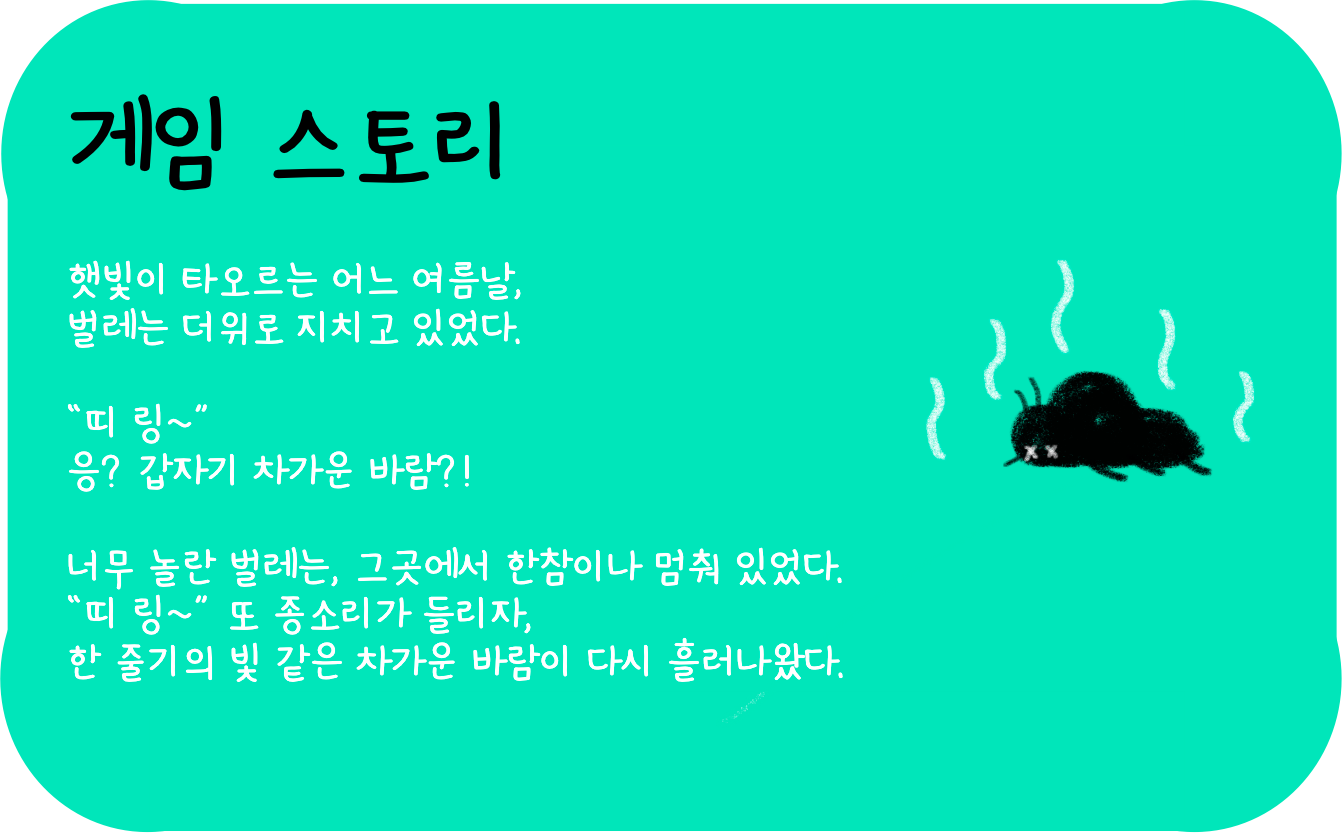 게임 스토리
햇빛이 타오르는 어느 여름날,
벌레는 더위로 지치고 있었다.
“띠 링~”
응? 갑자기 차가운 바람?!
너무 놀란 벌레는, 그곳에서 한참이나 멈춰 있었다.
“띠 링~” 또 종소리가 들리자,
한 줄기의 빛 같은 차가운 바람이 다시 흘러나왔다.